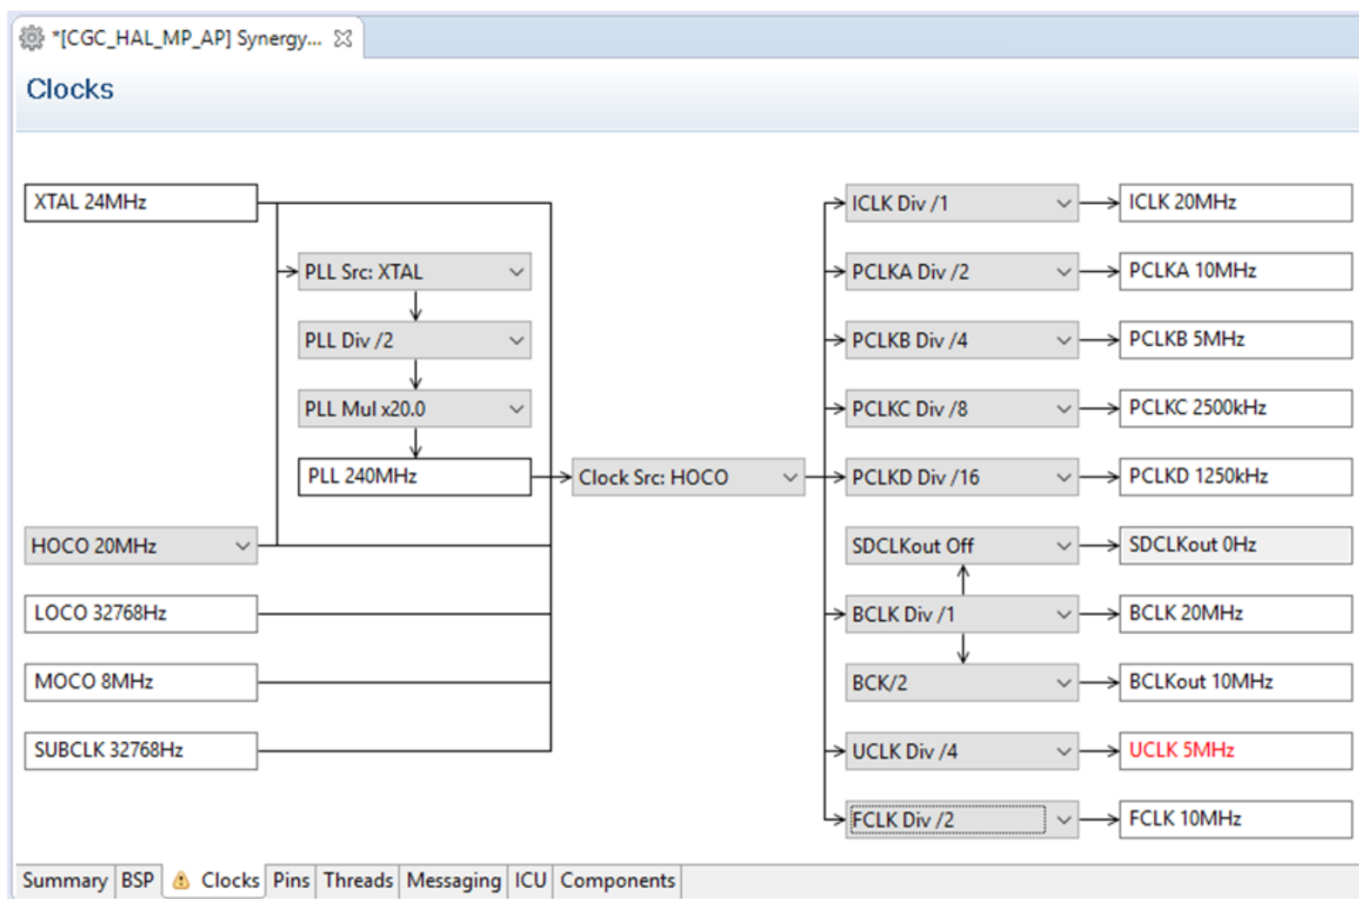 *[CGC_HAL_MP_AP] Synergy...
Clocks
XTAL 24MHz
ICLK Div /1
ICLK 20MHz
PLL Src: XTAL
PCLKA Div /2
PCLKA 10MHz
PLL Div /2
PCLKB Div /4
PCLKB 5MHz
PLL Mul x20.0
PCLKC Div /8
PCLKC 2500kHz
PLL 240MHz
Clock Src: HOCO
PCLKD Div /16
PCLKD 1250kHz
HOCO 20MHz
SDCLKout Off
SDCLKout 0Hz
LOCO 32768Hz
BCLK Div /1
BCLK 20MHz
MOCO 8MHz
BCK/2
BCLKout 10MHz
SUBCLK 32768Hz
UCLK Div /4
UCLK 5MHz
FCLK Div /2
FCLK 10MHz
Summary BSP Clocks Pins Threads Messaging ICU Components